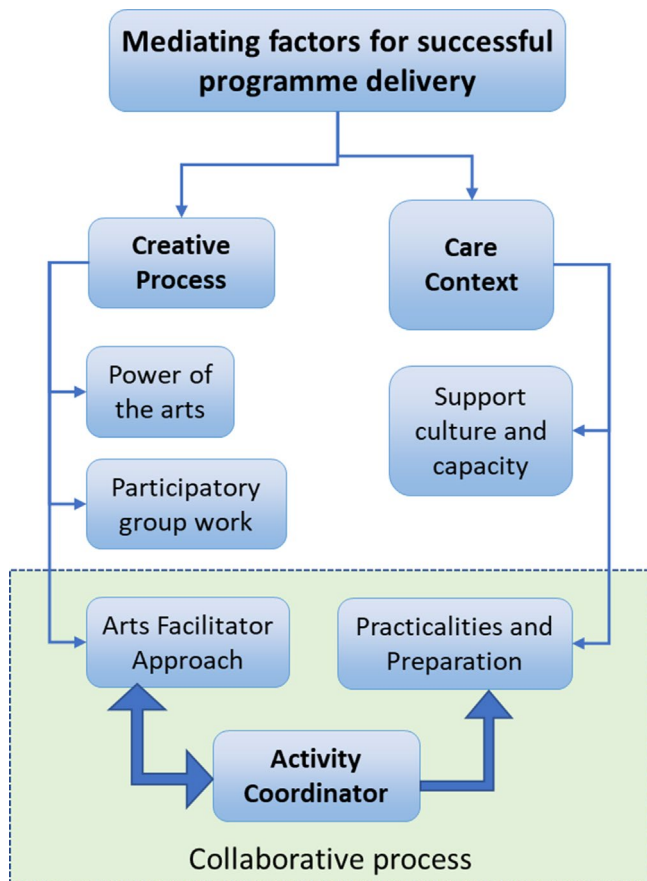 Mediating factors for successful
programme delivery
Creative
Process
Care
Context
Power of
the arts
Support
culture and
capacity
Participatory
group work
Arts Facilitator
Approach
Practicalities and
Preparation
Activity
Coordinator
Collaborative process